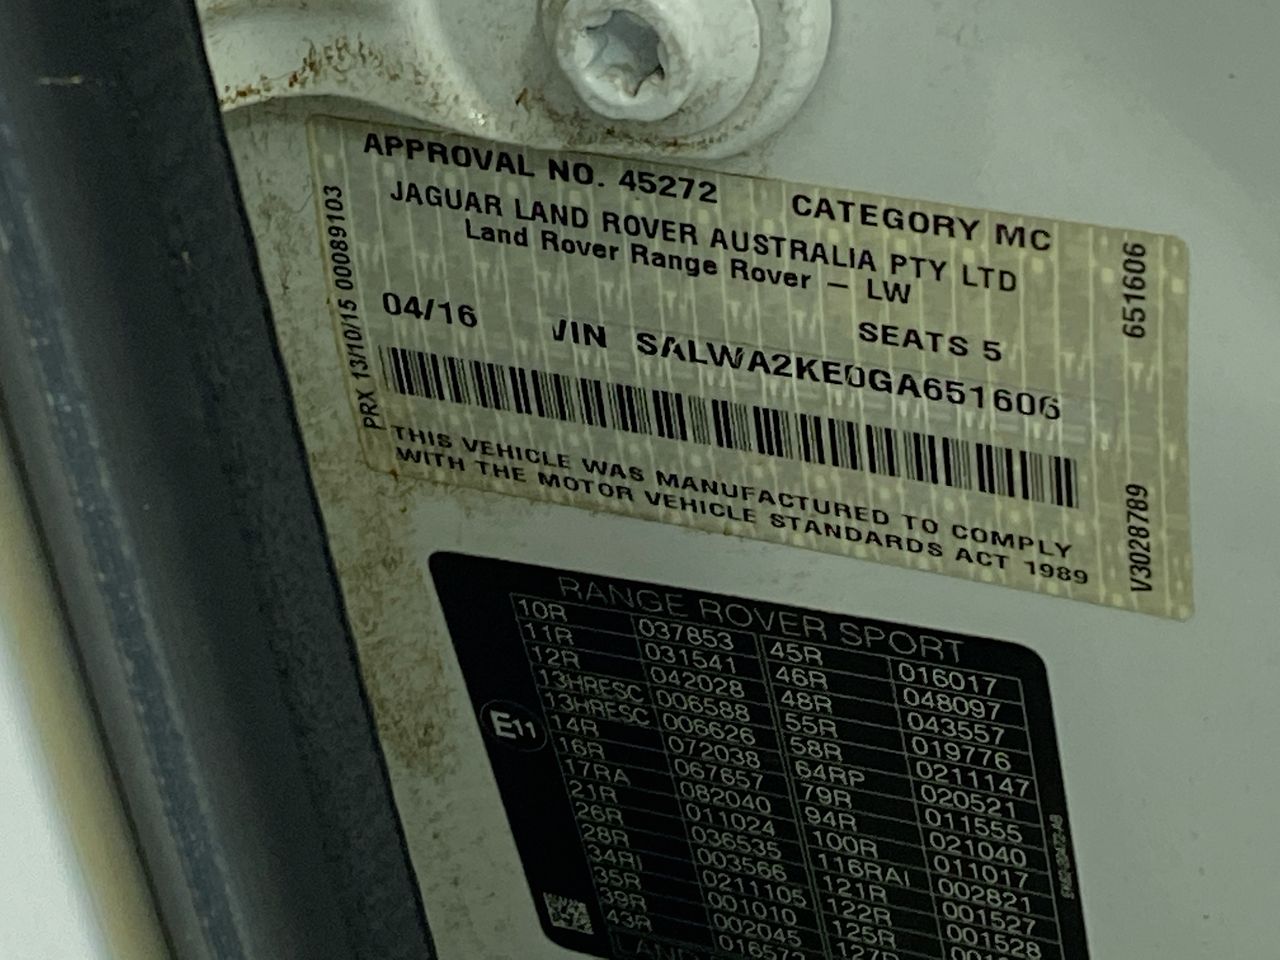 APPROVAL NO. 45272 CATEGORY MC
JAGUAR LAND ROVER AUSTRALIA PTY LTD
Land Rover Range Rover - LW
04/16 SEATS 5
VIN SALWA2KE0GA651606
THIS VEHICLE WAS MANUFACTURED TO COMPLY
WITH THE MOTOR VEHICLE STANDARDS ACT 1989
PRX 13/10/15 00089103
651606
V3028789
RANGE ROVER SPORT
E11
10R 037853 45R 016017
11R 031541 46R 048097
12R 042028 48R 043557
13HRESC 006588 55R 019776
13HRESC 006626 58R 0211147
14R 072038 64RP 020521
16R 067657 79R 011555
17RA 082040 94R 021040
21R 011024 100R 011017
26R 036535 116RAI 002821
28R 003566 121R 001527
34RI 0211105 122R 001528
35R 001010 125R
39R 002045 127R
43R 016572
LAND